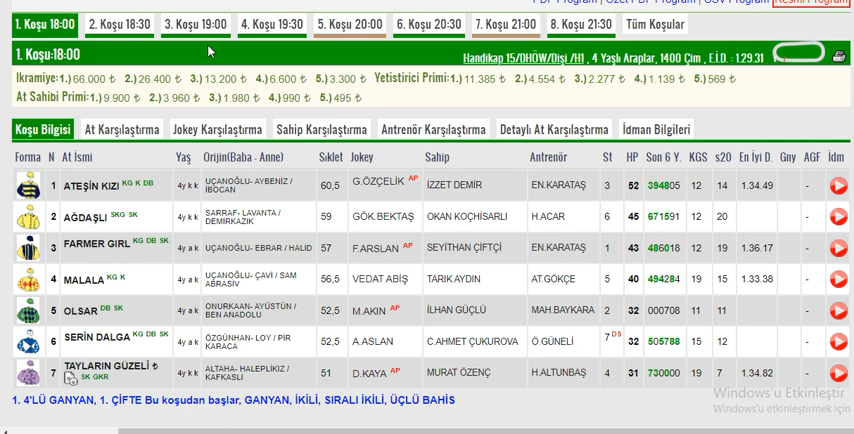 PDF Program | Özet PDF Program | CSV Program Resmi Program
1. Koşu 18:00 2. Koşu 18:30 3. Koşu 19:00 4. Koşu 19:30 5. Koşu 20:00 6. Koşu 20:30 7. Koşu 21:00 8. Koşu 21:30 Tüm Koşular
1. Koşu:18:00 Handikap 15/DHÖW/Dişi /H1 , 4 Yaşlı Araplar, 1400 Çim , E.İ.D. : 1.29.31
İkramiye:1.) 66.000 ₺ 2.) 26.400 ₺ 3.) 13.200 ₺ 4.) 6.600 ₺ 5.) 3.300 ₺ Yetistirici Primi:1.) 11.385 ₺ 2.) 4.554 ₺ 3.) 2.277 ₺ 4.) 1.139 ₺ 5.) 569 ₺
At Sahibi Primi:1.) 9.900 ₺ 2.) 3.960 ₺ 3.) 1.980 ₺ 4.) 990 ₺ 5.) 495 ₺
Koşu Bilgisi At Karşılaştırma Jokey Karşılaştırma Sahip Karşılaştırma Antrenör Karşılaştırma Detaylı At Karşılaştırma İdman Bilgileri
Forma N At İsmi Yaş Orijin(Baba - Anne) Sıklet Jokey Sahip Antrenör St HP Son 6 Y. KGS s20 En İyi D. Gny AGF İdm
1 ATEŞİN KIZI KG K DB 4y k k UÇANOĞLU- AYBENİZ / İBOCAN 60,5 G.ÖZÇELİK AP İZZET DEMİR EN.KARATAŞ 3 52 394805 12 14 1.34.49 -
2 AĞDAŞLI SKG SK 4y k k SARRAF- LAVANTA / DEMİRKAZIK 59 GÖK.BEKTAŞ OKAN KOÇHİSARLI H.ACAR 6 45 671591 12 20 -
3 FARMER GIRL KG DB SK 4y a k UÇANOĞLU- EBRAR / HALİD 57 F.ARSLAN AP SEYİTHAN ÇİFTÇİ EN.KARATAŞ 1 43 486018 12 19 1.36.17 -
4 MALALA KG K 4y a k UÇANOĞLU- ÇAVİ / SAM ABRASIV 56,5 VEDAT ABİŞ TARIK AYDIN AT.GÖKÇE 5 40 494284 19 15 1.33.38 -
5 OLSAR DB SK 4y a k ONURKAAN- AYÜSTÜN / BEN ANADOLU 52,5 M.AKIN AP İLHAN GÜÇLÜ MAH.BAYKARA 2 32 000708 11 11 -
6 SERİN DALGA KG DB SK 4y a k ÖZGÜNHAN- LOY / PİR KARACA 52,5 A.ASLAN C.AHMET ÇUKUROVA Ö.GÜNELİ 7 DS 32 505788 15 12 -
7 TAYLARIN GÜZELİ ₺ SK GKR 4y k k ALTAHA- HALEPLİKIZ / KAFKASLI 51 D.KAYA AP MURAT ÖZENÇ H.ALTUNBAŞ 4 31 730000 19 7 1.34.82 -
1. 4'LÜ GANYAN, 1. ÇİFTE Bu koşudan başlar, GANYAN, İKİLİ, SIRALI İKİLİ, ÜÇLÜ BAHİS
Windows'u Etkinleştir
Windows'u etkinleştirmek için